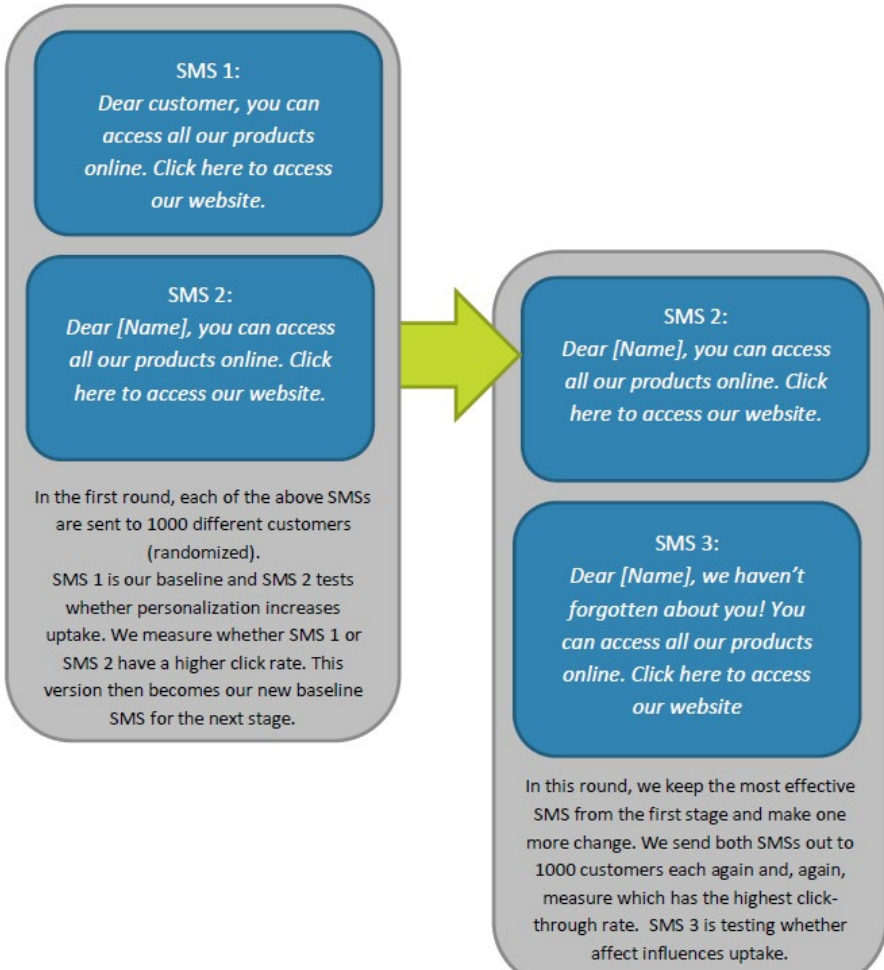 SMS 1:
Dear customer, you can
access all our products
online. Click here to access
our website.
SMS 2:
Dear [Name], you can access
all our products online. Click
here to access our website.
In the first round, each of the above SMSs
are sent to 1000 different customers
(randomized).
SMS 1 is our baseline and SMS 2 tests
whether personalization increases
uptake. We measure whether SMS 1 or
SMS 2 have a higher click rate. This
version then becomes our new baseline
SMS for the next stage.
SMS 2:
Dear [Name], you can access
all our products online. Click
here to access our website.
SMS 3:
Dear [Name], we haven’t
forgotten about you! You
can access all our products
online. Click here to access
our website
In this round, we keep the most effective
SMS from the first stage and make one
more change. We send both SMSs out to
1000 customers each again and, again,
measure which has the highest click-
through rate.  SMS 3 is testing whether
affect influences uptake.